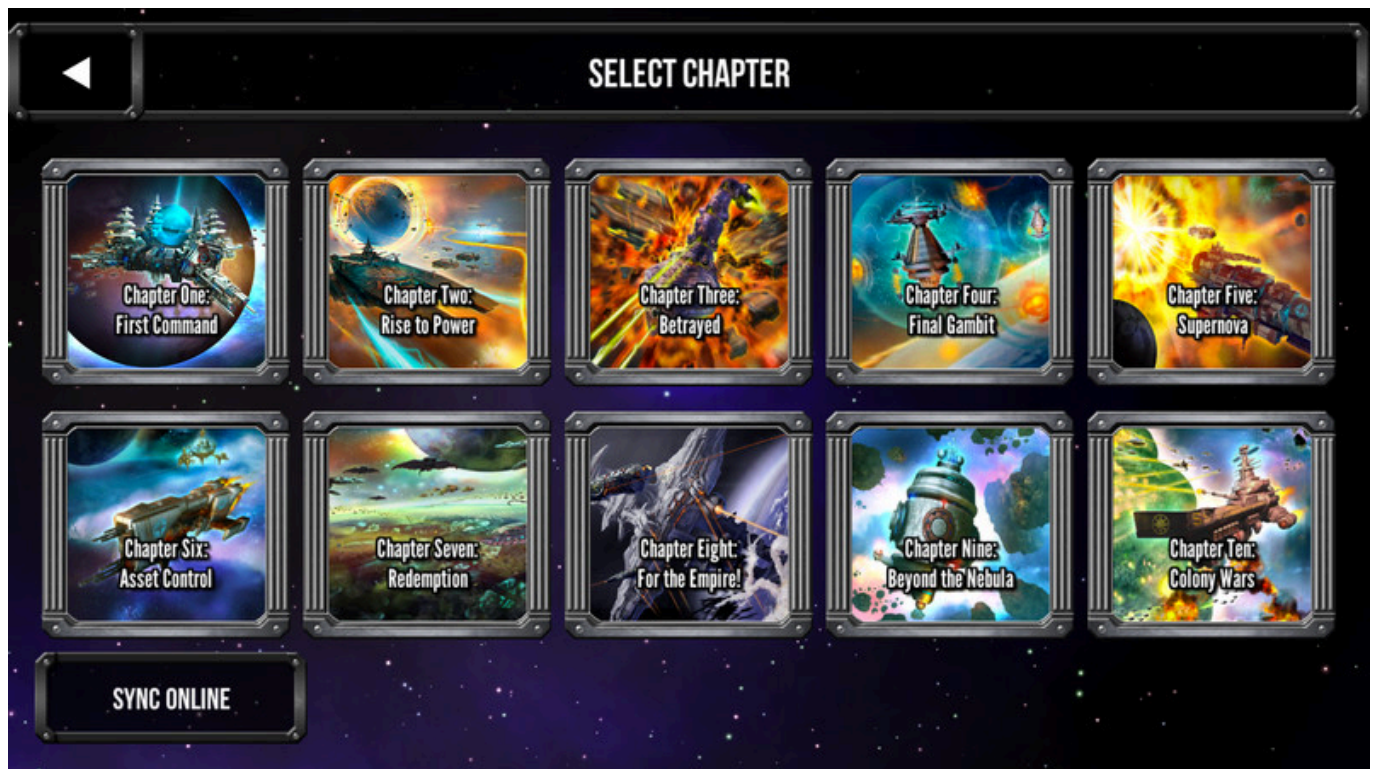 SELECT CHAPTER
Chapter One:
First Command
Chapter Two:
Rise to Power
Chapter Three:
Betrayed
Chapter Four:
Final Gambit
Chapter Five:
Supernova
Chapter Six:
Asset Control
Chapter Seven:
Redemption
Chapter Eight:
For the Empire!
Chapter Nine:
Beyond the Nebula
Chapter Ten:
Colony Wars
SYNC ONLINE